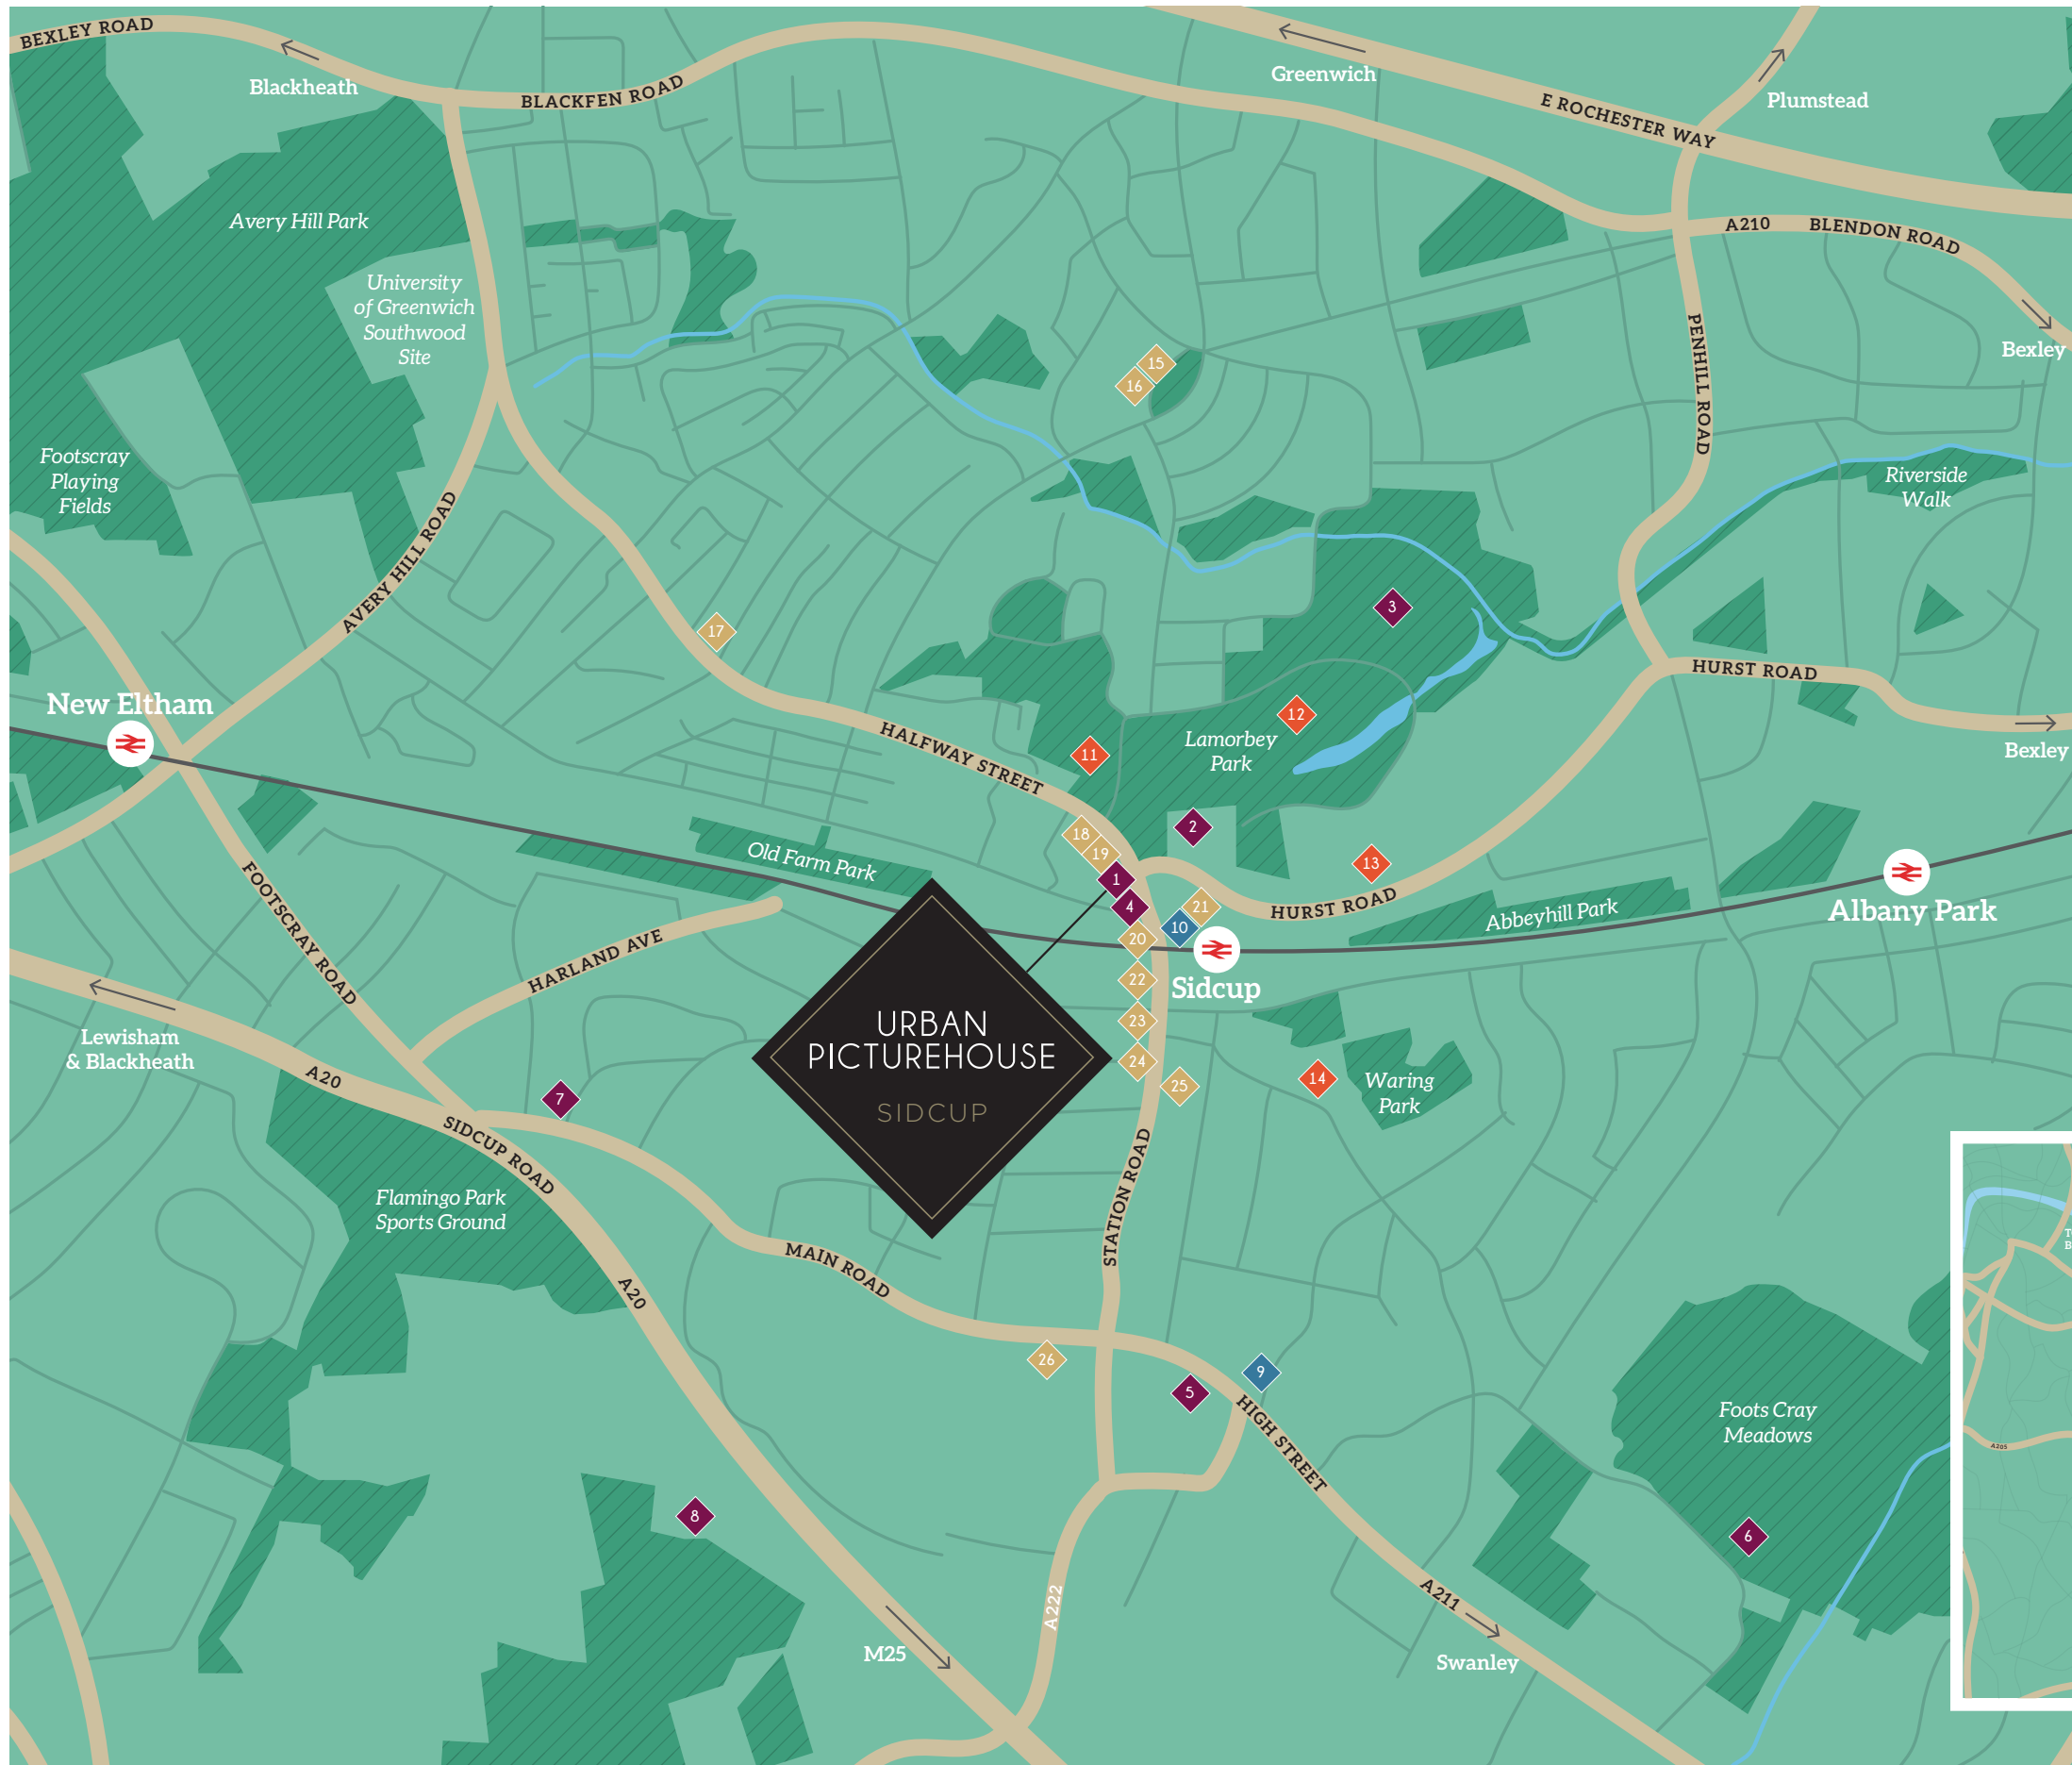 BEXLEY ROAD
Blackheath
BLACKFEN ROAD
Greenwich
E ROCHESTER WAY
Plumstead
Avery Hill Park
A210
BLENDON ROAD
Bexley
University
of Greenwich
Southwood
Site
PENHILL ROAD
15
16
Footscray
Playing
Fields
Riverside
Walk
AVERY HILL ROAD
3
17
HURST ROAD
New Eltham
12
HALFWAY STREET
11
Lamorbey
Park
Bexley
2
18
19
Old Farm Park
13
1
4
21
10
20
HURST ROAD
Abbeyhill Park
Albany Park
FOOTSCRAY ROAD
HARLAND AVE
22
Sidcup
23
24
25
Lewisham
& Blackheath
A20
URBAN
PICTUREHOUSE
SIDCUP
14
Waring
Park
7
SIDCUP ROAD
STATION ROAD
Flamingo Park
Sports Ground
MAIN ROAD
A20
26
5
9
HIGH STREET
Foots Cray
Meadows
A205
8
6
A222
A211
M25
Swanley